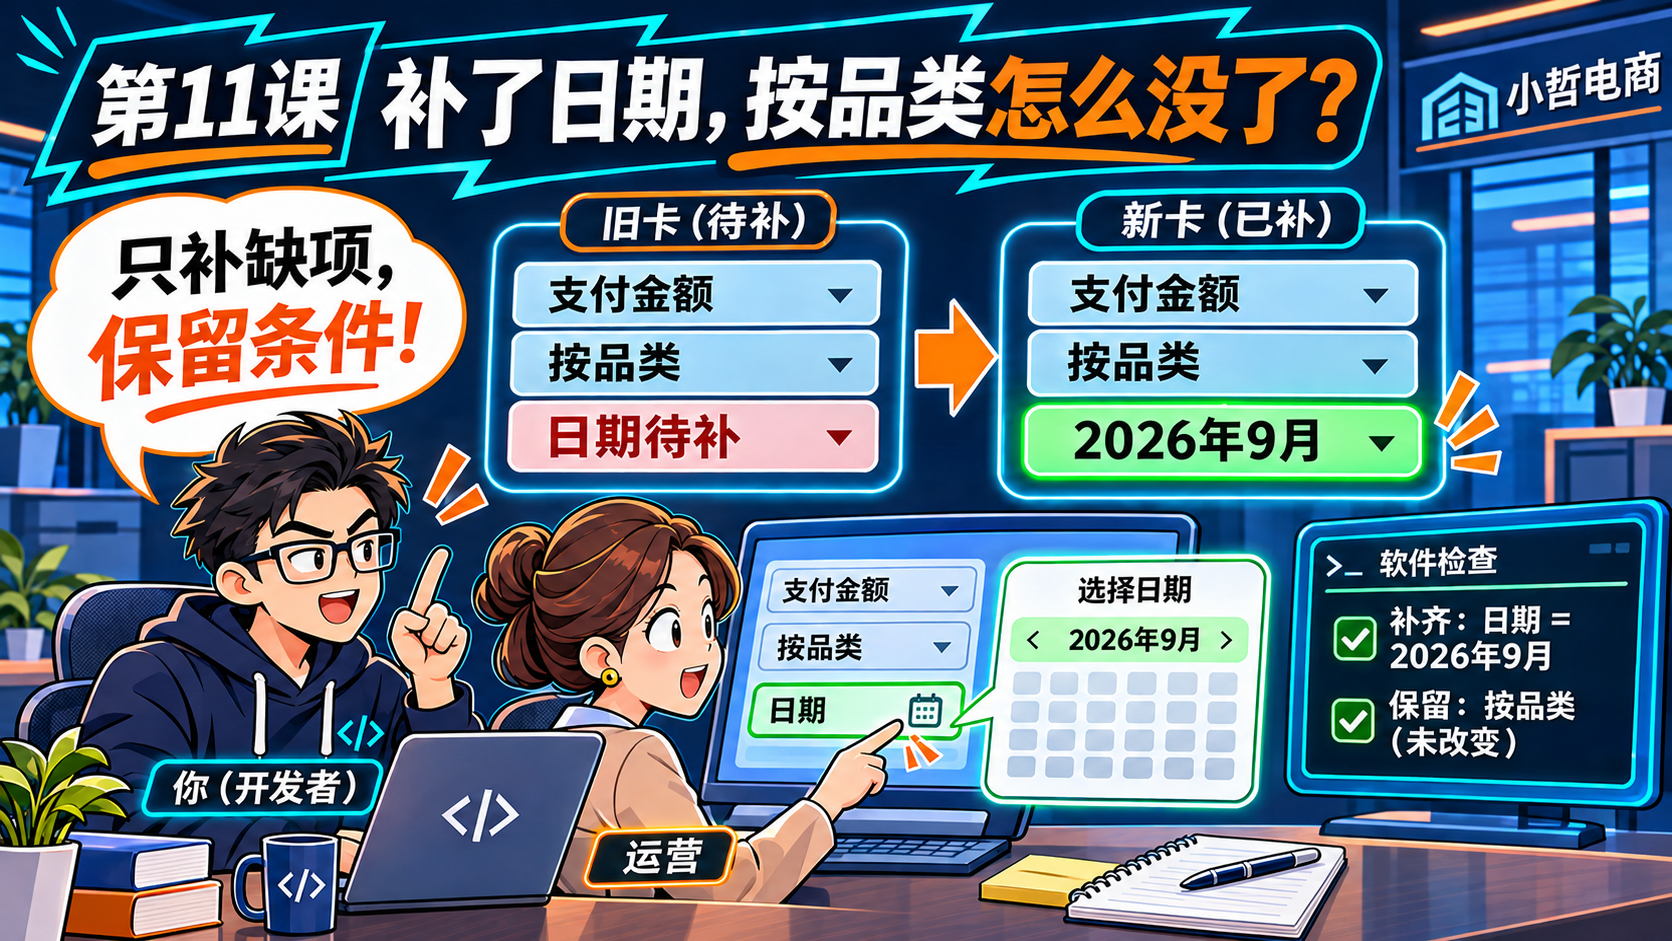 第11课 补了日期,按品类怎么没了?
小哲电商
只补缺项,
保留条件!
旧卡(待补)
支付金额
按品类
日期待补
新卡(已补)
支付金额
按品类
2026年9月
支付金额
按品类
日期
选择日期
< 2026年9月 >
>_ 软件检查
补齐:日期 =
2026年9月
保留:按品类
(未改变)
</>
你(开发者)
</>
</>
运营